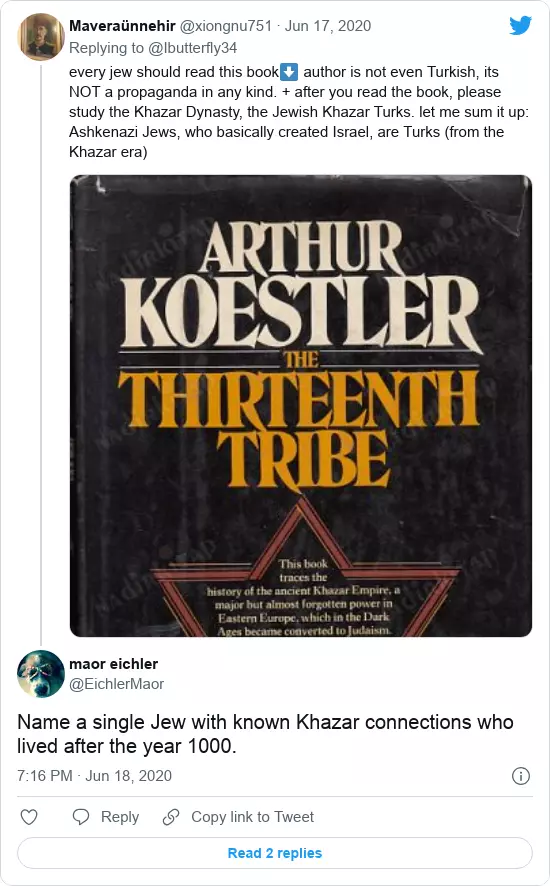 Maveraünnehir @xiongnu751 · Jun 17, 2020
Replying to @lbutterfly34
every jew should read this book⬇️ author is not even Turkish, its
NOT a propaganda in any kind. + after you read the book, please
study the Khazar Dynasty, the Jewish Khazar Turks. let me sum it up:
Ashkenazi Jews, who basically created Israel, are Turks (from the
Khazar era)
ARTHUR
KOESTLER
THE
THIRTEENTH
TRIBE
This book
traces the
history of the ancient Khazar Empire, a
major but almost forgotten power in
Eastern Europe, which in the Dark
Ages became converted to Judaism.
maor eichler
@EichlerMaor
Name a single Jew with known Khazar connections who
lived after the year 1000.
7:16 PM · Jun 18, 2020
Reply
Copy link to Tweet
Read 2 replies